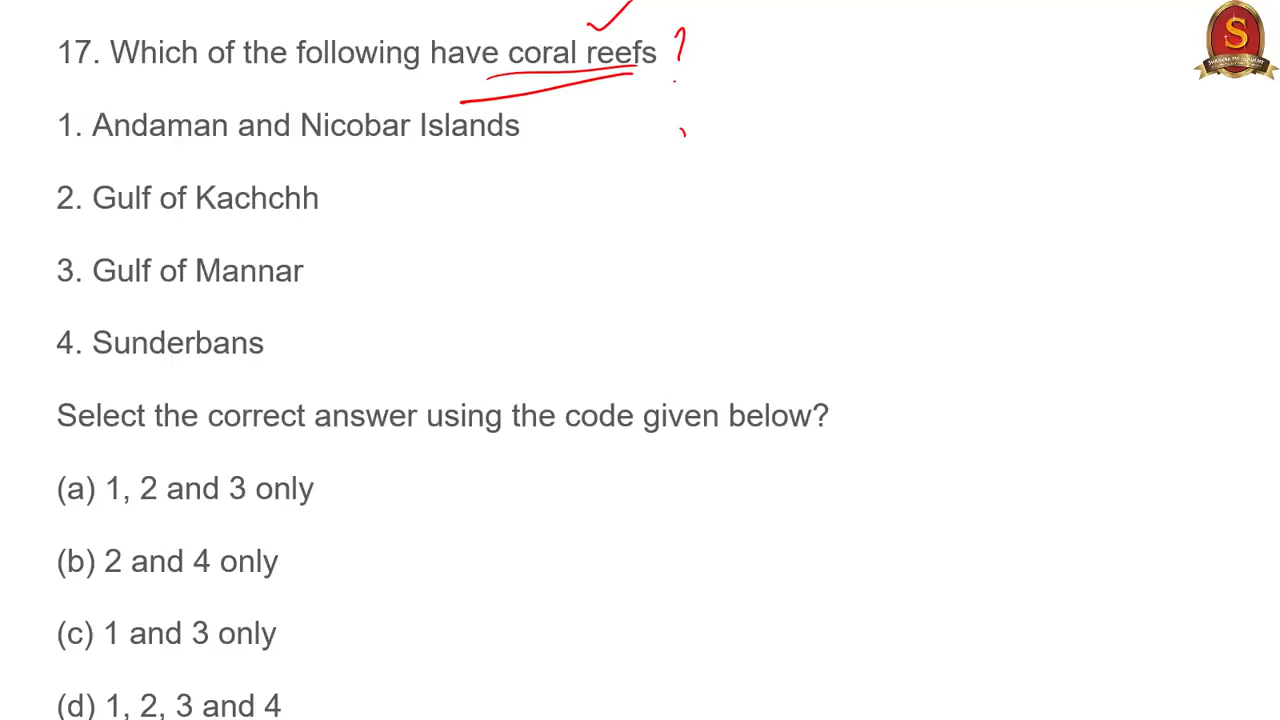 17. Which of the following have coral reefs ?
1. Andaman and Nicobar Islands
2. Gulf of Kachchh
3. Gulf of Mannar
4. Sunderbans
Select the correct answer using the code given below?
(a) 1, 2 and 3 only
(b) 2 and 4 only
(c) 1 and 3 only
(d) 1, 2, 3 and 4
S